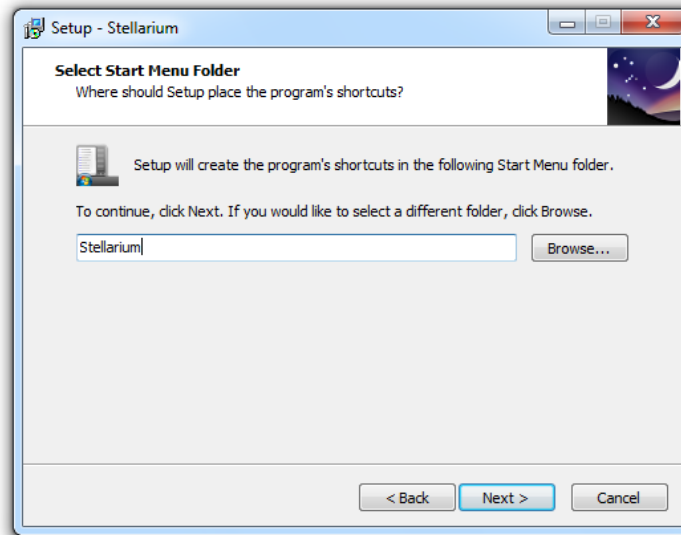 Setup - Stellarium
Select Start Menu Folder
Where should Setup place the program's shortcuts?
Setup will create the program's shortcuts in the following Start Menu folder.
To continue, click Next. If you would like to select a different folder, click Browse.
Stellarium
Browse...
< Back
Next >
Cancel